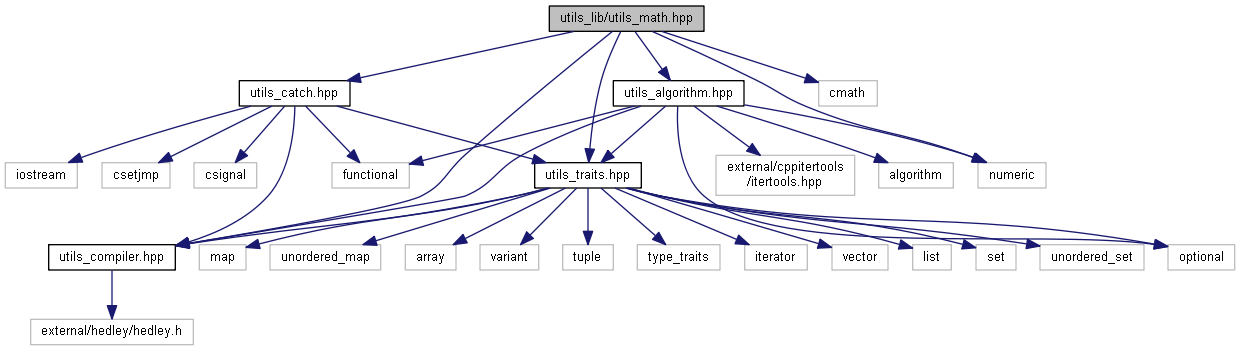 utils_lib/utils_math.hpp
utils_catch.hpp
utils_algorithm.hpp
cmath
iostream
csetjmp
csignal
functional
utils_traits.hpp
external/cppitertools
/itertools.hpp
algorithm
numeric
utils_compiler.hpp
map
unordered_map
array
variant
tuple
type_traits
iterator
vector
list
set
unordered_set
optional
external/hedley/hedley.h